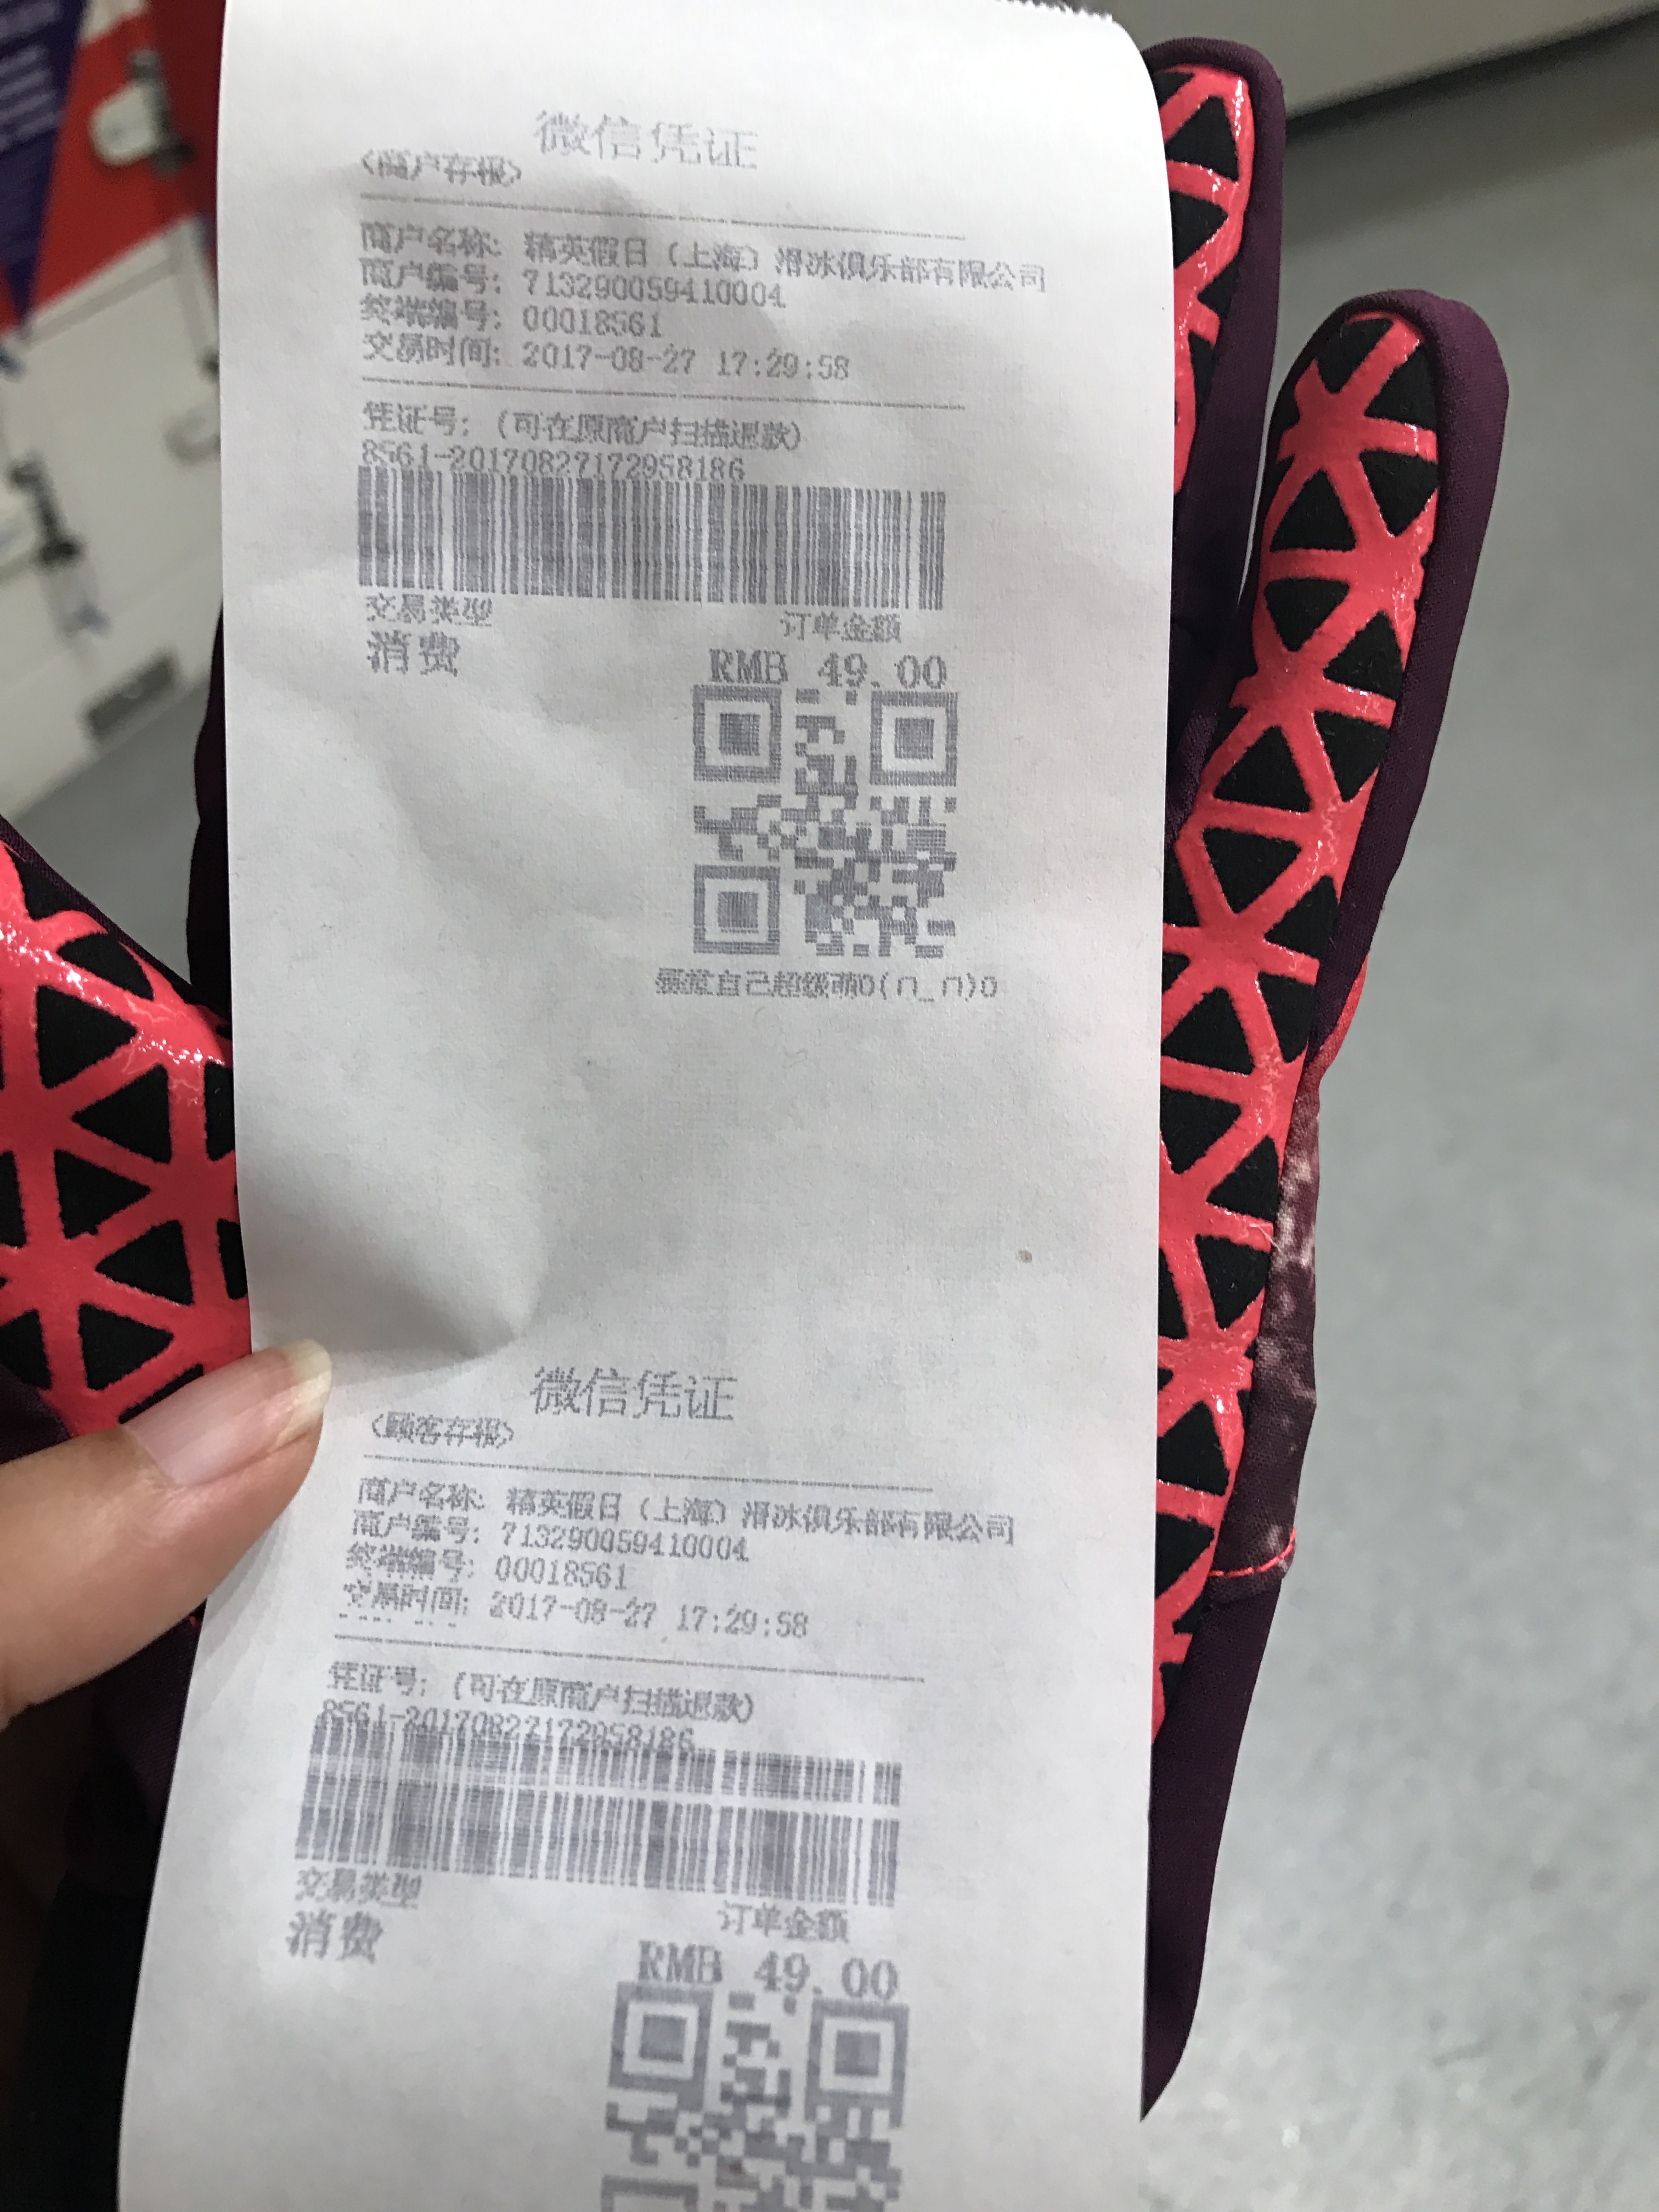 微信凭证
<商户存根>
商户名称: 精英假日(上海)滑冰俱乐部有限公司
商户编号: 713290059410004
终端编号: 00018561
交易时间: 2017-08-27 17:29:58
凭证号: (可在原商户扫描退款)
8561-20170827172958186
交易类型 订单金额
消费 RMB 49.00
感觉自己超级萌O(∩_∩)O
微信凭证
<顾客存根>
商户名称: 精英假日(上海)滑冰俱乐部有限公司
商户编号: 713290059410004
终端编号: 00018561
交易时间: 2017-08-27 17:29:58
凭证号: (可在原商户扫描退款)
8561-20170827172958186
交易类型 订单金额
消费 RMB 49.00